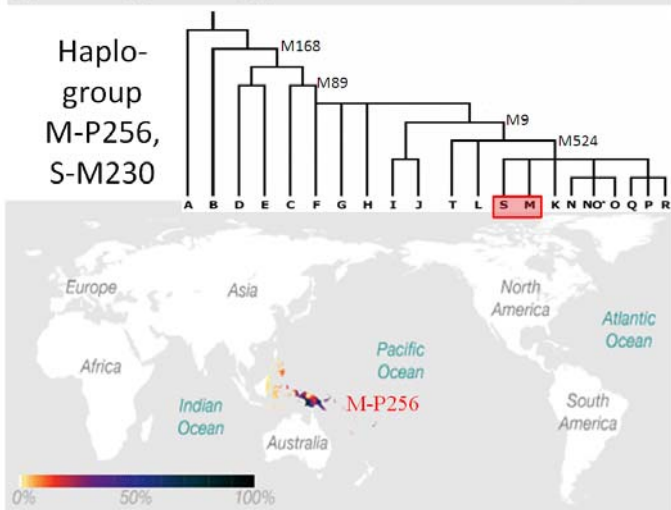 Haplo-
group
M-P256,
S-M230
M168
M89
M9
M524
A B D E C F G H I J T L S M K N NO* O Q P R
Europe
Asia
North
America
Atlantic
Ocean
Africa
Pacific
Ocean
Indian
Ocean
M-P256
South
America
Australia
0% 50% 100%